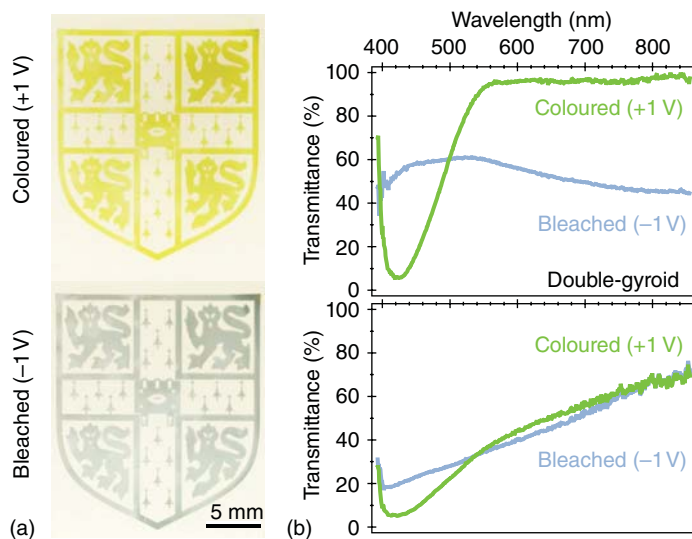 Coloured (+1 V)
Bleached (−1 V)
5 mm
(a)
Wavelength (nm)
400 500 600 700 800
Transmittance (%)
100
80
60
40
20
0
Coloured (+1 V)
Bleached (−1 V)
Double-gyroid
Transmittance (%)
80
60
40
20
0
Coloured (+1 V)
Bleached (−1 V)
(b)